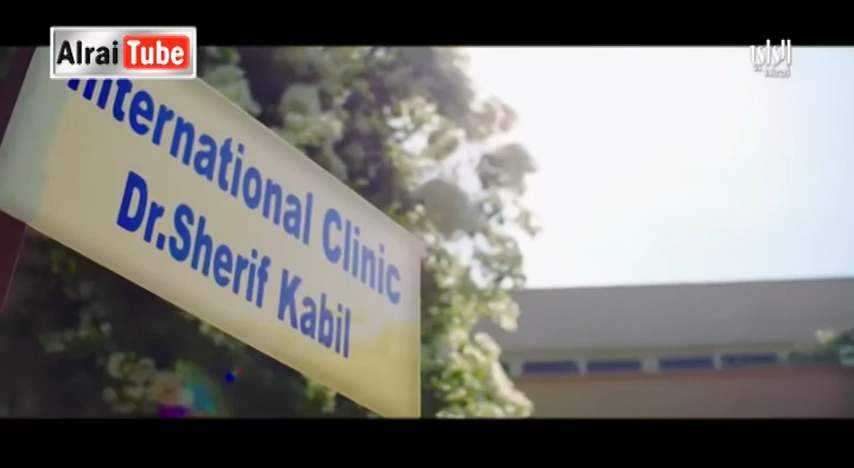 Alrai Tube
الراي
International Clinic
Dr.Sherif Kabil